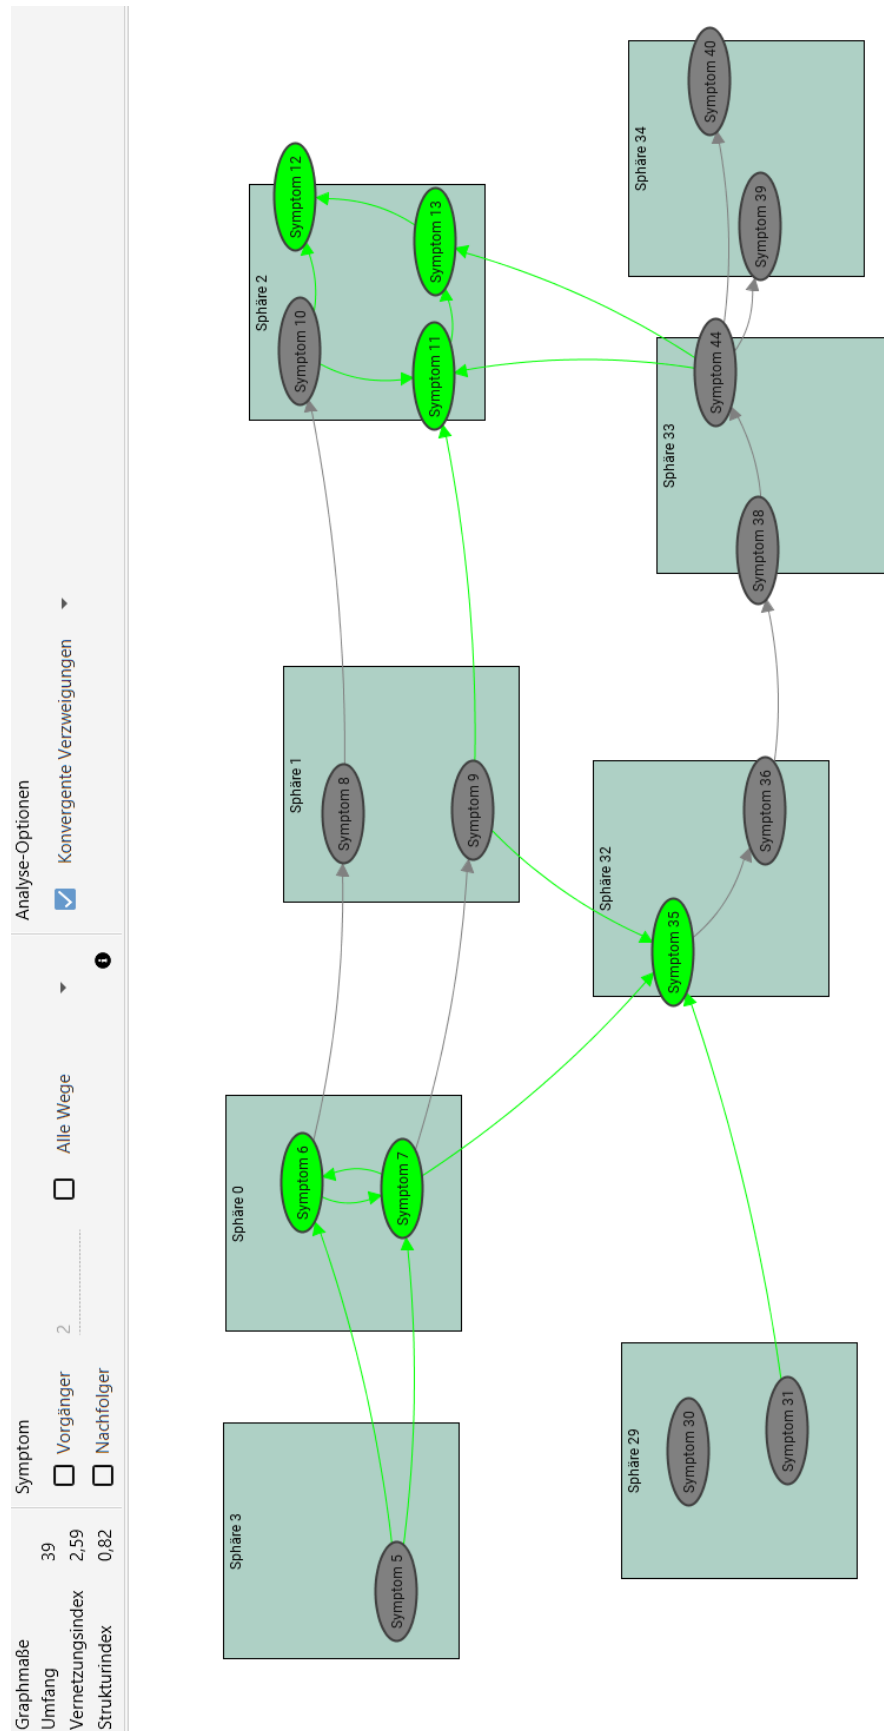 Graphmaße
Umfang 39
Vernetzungsindex 2,59
Strukturindex 0,82
Symptom
Vorgänger 2
Nachfolger
Alle Wege
Analyse-Optionen
Konvergente Verzweigungen
Sphäre 3
Symptom 5
Sphäre 0
Symptom 6
Symptom 7
Sphäre 1
Symptom 8
Symptom 9
Sphäre 2
Symptom 10
Symptom 12
Symptom 11
Symptom 13
Sphäre 29
Symptom 30
Symptom 31
Sphäre 32
Symptom 35
Symptom 36
Sphäre 33
Symptom 38
Symptom 44
Sphäre 34
Symptom 39
Symptom 40